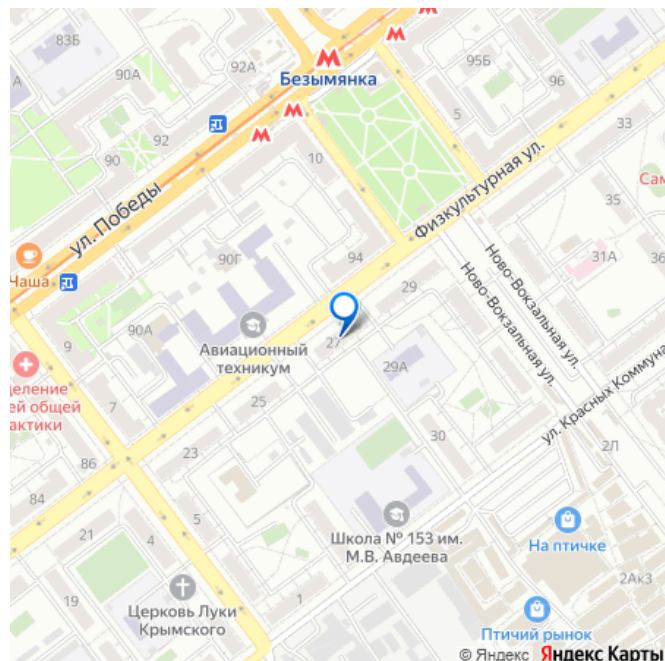 83Б
92А
М
Безымянка
95Б
96
А
90А
5
33
92
90
10
35
Физкультурная ул.
ул. Победы
Сам
90Г
94
31А
36
Чаша
29
Ново-Вокзальная ул.
Ново-Вокзальная ул.
90А
9
Авиационный
техникум
27
29А
деление
ей общей
актики
7
25
ул. Красных Коммуна
30
2Л
23
86
84
5
21
4
Школа № 153 им.
М.В. Авдеева
На птичке
2Ак3
19
1
Церковь Луки
Крымского
Птичий рынок
© Яндекс Яндекс Карты